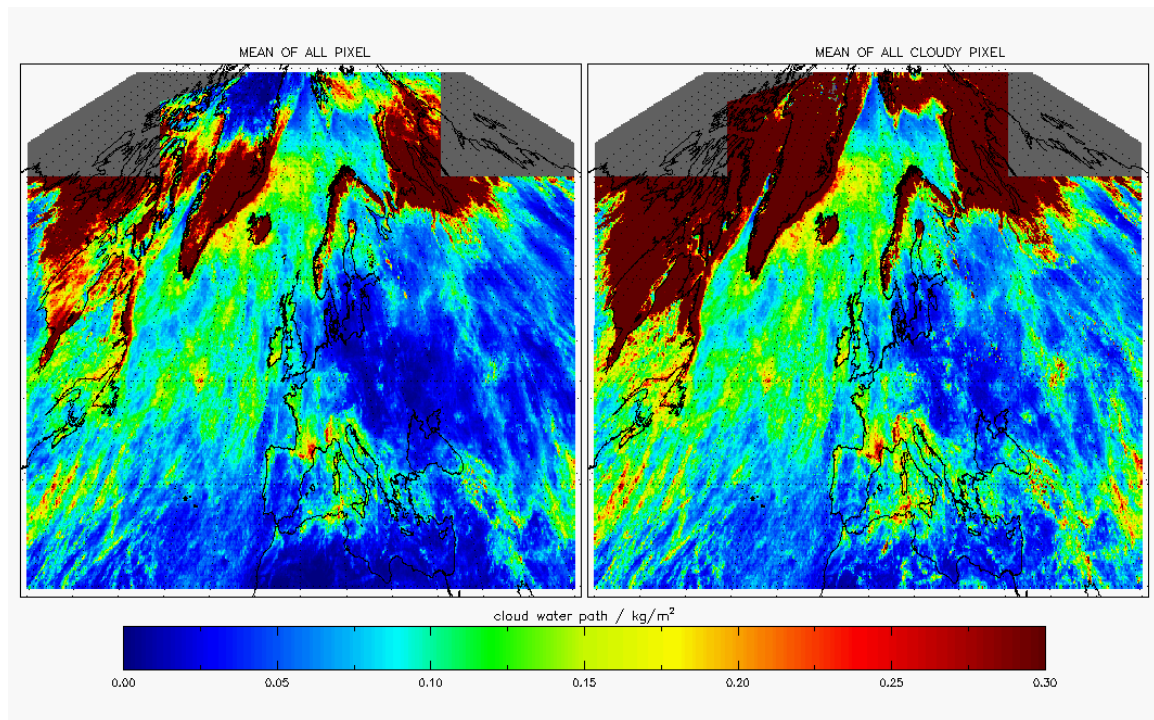 MEAN OF ALL PIXEL
MEAN OF ALL CLOUDY PIXEL
cloud water path / kg/m²
0.00 0.05 0.10 0.15 0.20 0.25 0.30